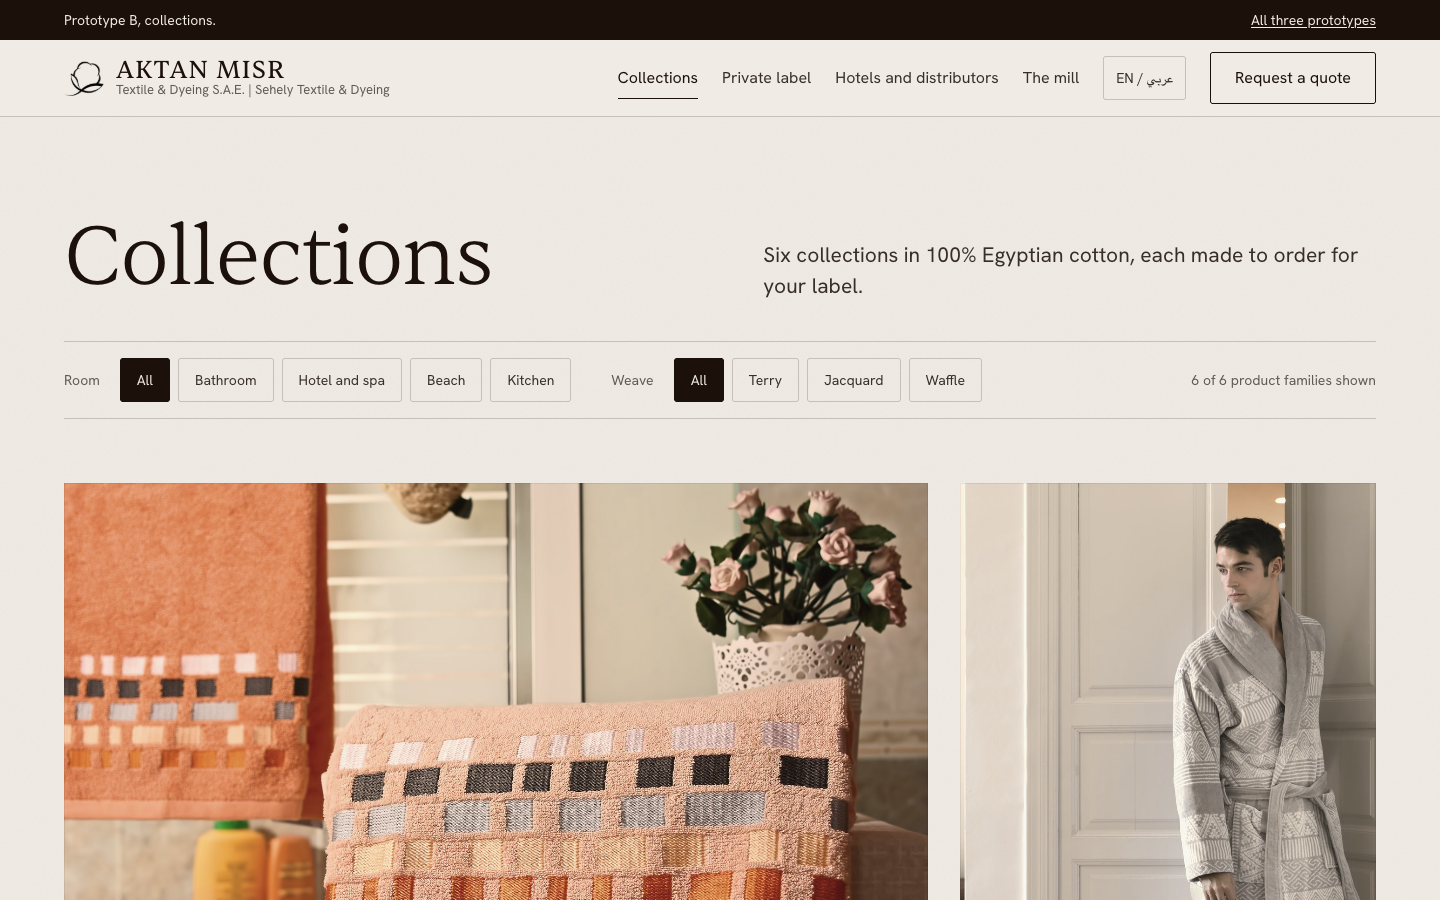 Prototype B, collections.
All three prototypes
AKTAN MISR
Textile & Dyeing S.A.E. | Sehely Textile & Dyeing
Collections
Private label
Hotels and distributors
The mill
EN / عربي
Request a quote
Collections
Six collections in 100% Egyptian cotton, each made to order for
your label.
Room
All
Bathroom
Hotel and spa
Beach
Kitchen
Weave
All
Terry
Jacquard
Waffle
6 of 6 product families shown